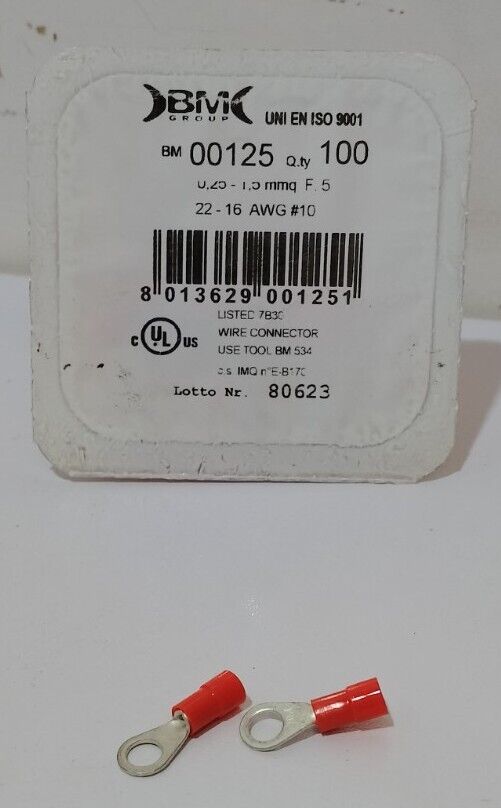 BM
GROUP
UNI EN ISO 9001
BM 00125 Q.ty 100
0,25 - 1,5 mmq F. 5
22 - 16 AWG #10
8 013629 001251
LISTED 7B30
c UL us
WIRE CONNECTOR
USE TOOL BM 534
c.s. IMQ n°E-B170
Lotto Nr. 80623